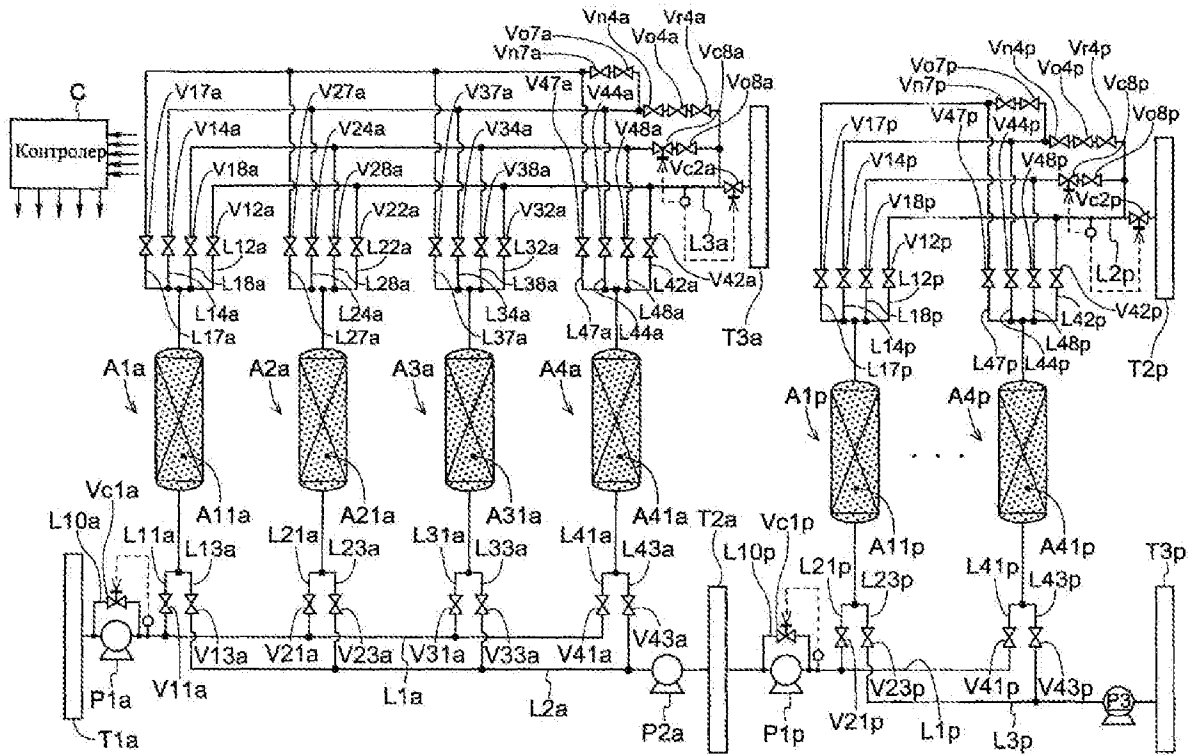 Vn4a Vr4a
Vo7a Vo4a Vc8a
Vn7a Vo8a
Vn4p Vr4p
Vo7p Vo4p Vc8p
Vn7p Vo8p
C
Контролер
V17a V27a V37a V47a V44a
V14a V24a V34a V48a
V18a V28a V38a Vc2a
V12a V22a V32a
L12a L22a L32a L3a
L18a L28a L38a L42a V42a
L14a L24a L34a L48a
L17a L27a L37a L47a L44a T3a
V47p V44p
V17p V48p
V14p Vc2p
V18p
V12p L2p
L12p
L18p L42p V42p
L14p L48p
L17p L47p L44p T2p
A1a A2a A3a A4a A1p A4p
. . .
A11a A21a A31a A41a A11p A41p
Vc1a T2a Vc1p T3p
L10a L11a L13a L21a L23a L31a L33a L41a L43a L10p L21p L23p L41p L43p
V11a V13a V21a V23a V31a V33a V41a V43a V21p V23p V41p V43p
P3
T1a P1a L1a L2a P2a P1p L1p L3p